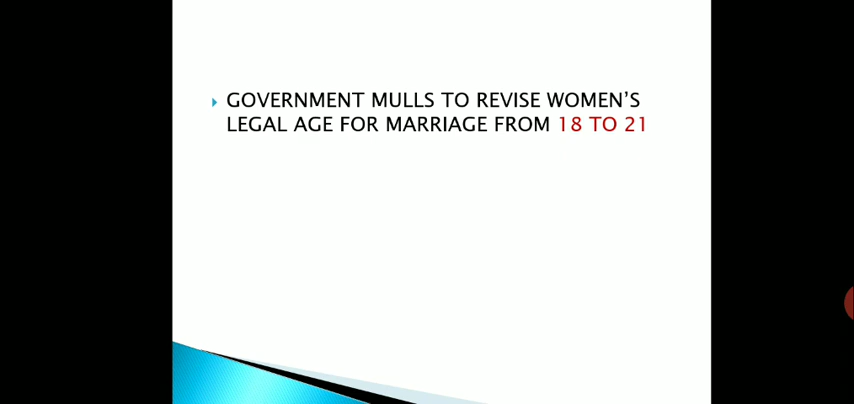 GOVERNMENT MULLS TO REVISE WOMEN'S
LEGAL AGE FOR MARRIAGE FROM 18 TO 21